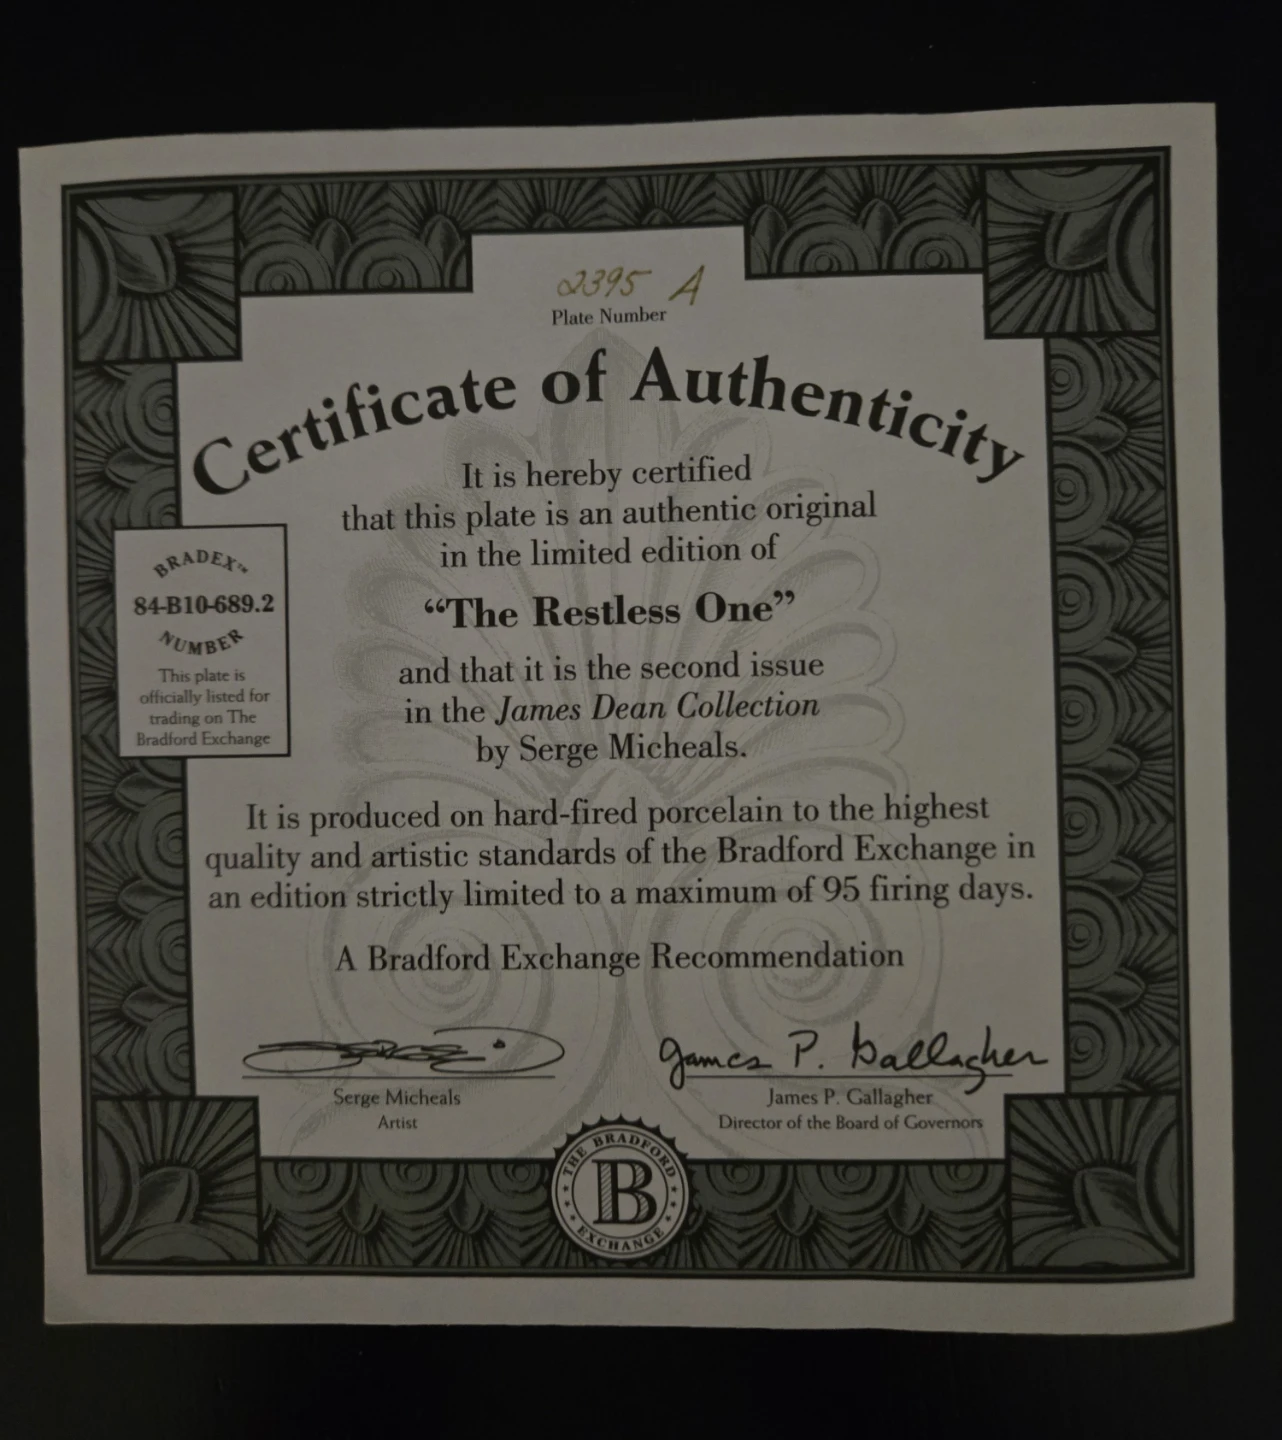 2395 A
Plate Number
Certificate of Authenticity
It is hereby certified
that this plate is an authentic original
in the limited edition of
“The Restless One”
and that it is the second issue
in the James Dean Collection
by Serge Micheals.
BRADEX™
84-B10-689.2
NUMBER
This plate is
officially listed for
trading on The
Bradford Exchange
It is produced on hard-fired porcelain to the highest
quality and artistic standards of the Bradford Exchange in
an edition strictly limited to a maximum of 95 firing days.
A Bradford Exchange Recommendation
James P. Gallagher
Serge Micheals
Artist
James P. Gallagher
Director of the Board of Governors
THE BRADFORD
B
EXCHANGE